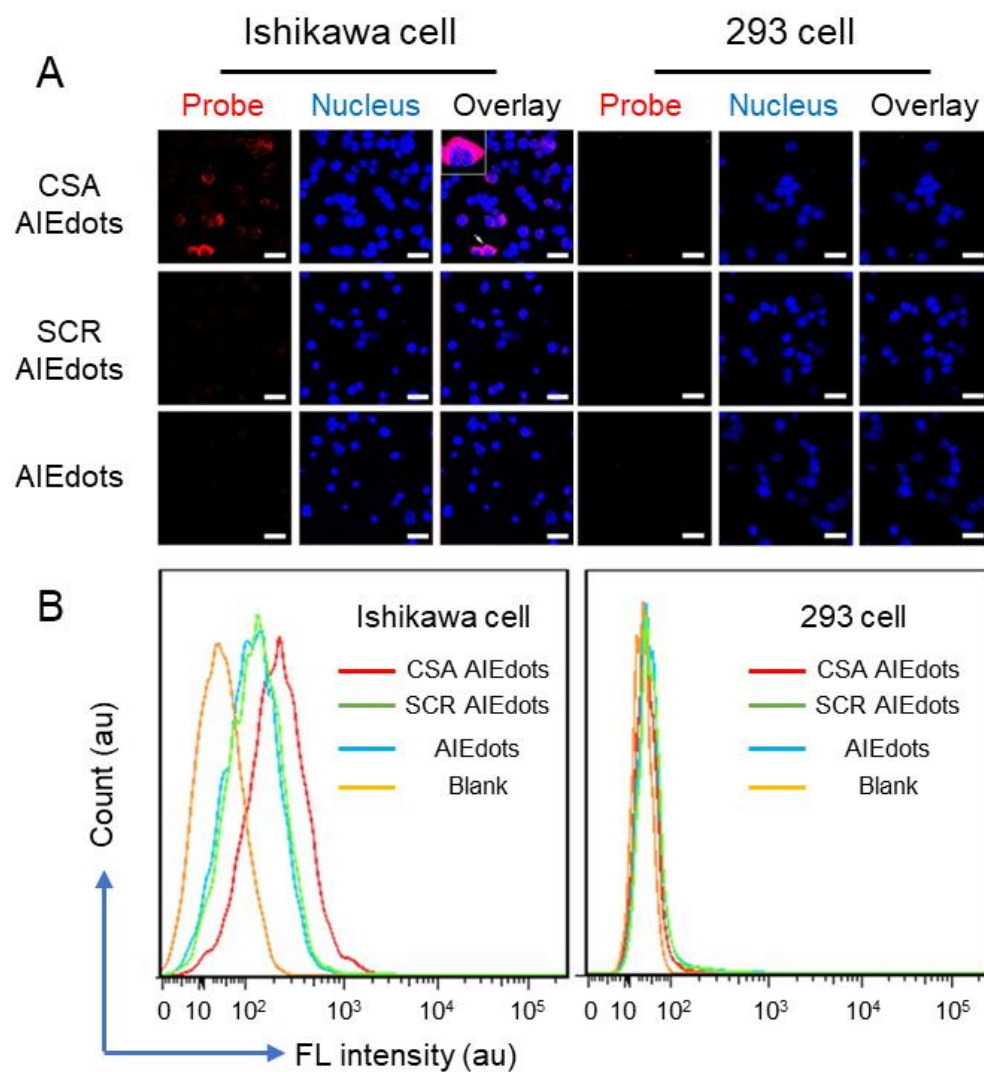 Ishikawa cell 293 cell
A
Probe Nucleus Overlay Probe Nucleus Overlay
CSA
AIEdots
SCR
AIEdots
AIEdots
B
Ishikawa cell
CSA AIEdots
SCR AIEdots
AIEdots
Blank
293 cell
CSA AIEdots
SCR AIEdots
AIEdots
Blank
Count (au)
0 10 10² 10³ 10⁴ 10⁵
0 10 10² 10³ 10⁴ 10⁵
FL intensity (au)